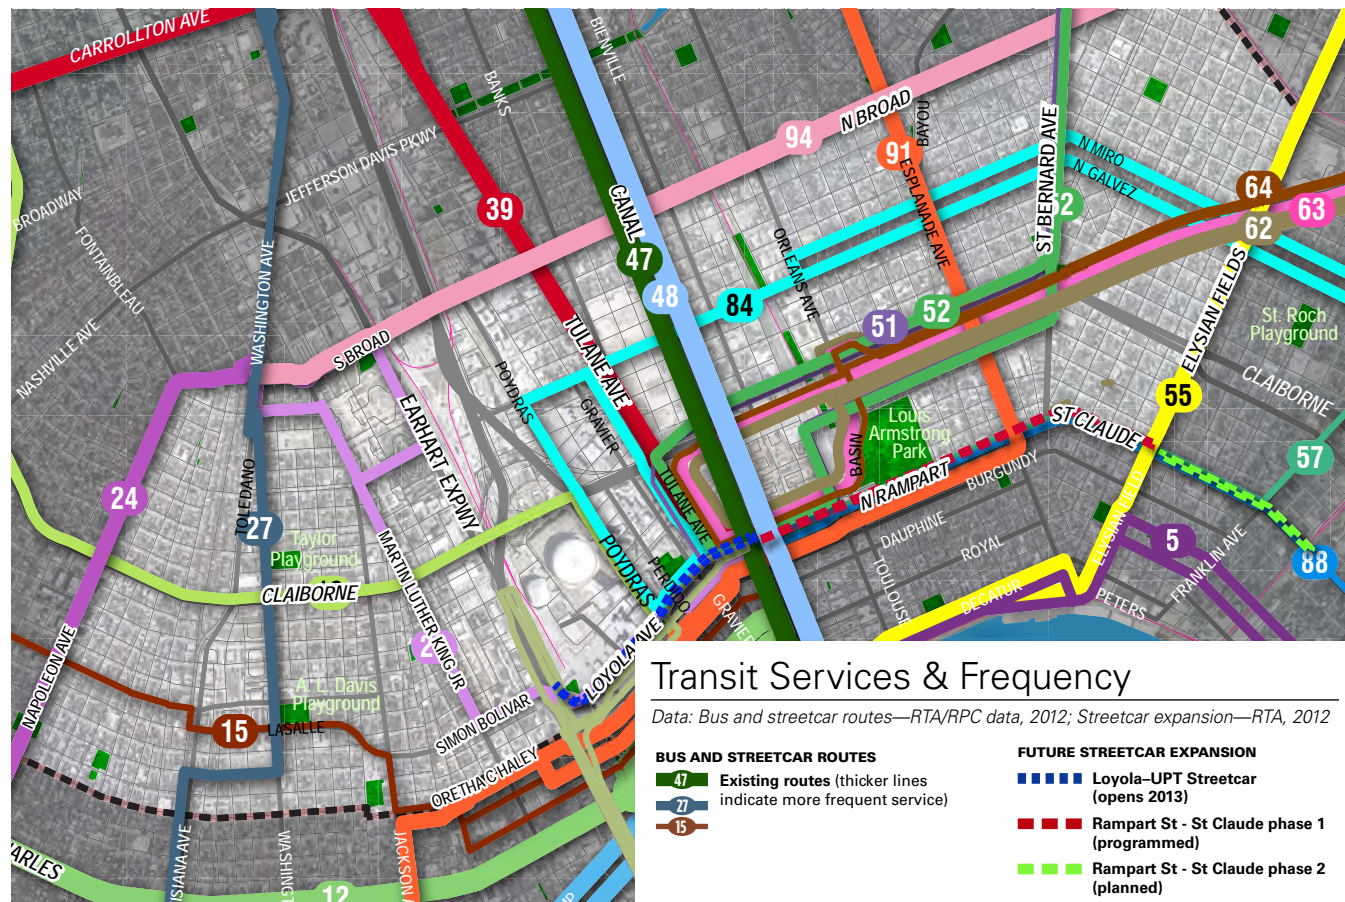 CARROLLTON AVE
BIENVILLE
BANKS
N BROAD
BAYOU
94
91
ST BERNARD AVE
N MIRO
N GALVEZ
JEFFERSON DAVIS PKWY
64
63
62
BROADWAY
39
CANAL
ESPLANADE AVE
52
FONTAINBLEAU
WASHINGTON AVE
47
ORLEANS AVE
ELYSIAN FIELDS
48
84
52
51
St. Roch
Playground
NASHVILLE AVE
S BROAD
TULANE AVE
POYDRAS
GRAVIER
55
CLAIBORNE
EARHART EXPWY
Louis
Armstrong
Park
BASIN
ST CLAUDE
57
TOLEDANO
24
27
TULANE AVE
N RAMPART
BURGUNDY
ELYSIAN FIELD
Taylor
Playground
MARTIN LUTHER KING JR
POYDRAS
PERDIDO
DAUPHINE
ROYAL
5
FRANKLIN AVE
88
CLAIBORNE
GRAVIER
TOULOUSE
DECATUR
PETERS
NAPOLEON AVE
LOYOLA AVE
A. L. Davis
Playground
15
LASALLE
SIMON BOLIVAR
ORETHA C HALEY
JACKSON A
ISIANA AVE
WASHINGT
ARLES
12
Transit Services & Frequency
Data: Bus and streetcar routes—RTA/RPC data, 2012; Streetcar expansion—RTA, 2012
BUS AND STREETCAR ROUTES
47
27
15
Existing routes (thicker lines
indicate more frequent service)
FUTURE STREETCAR EXPANSION
Loyola–UPT Streetcar
(opens 2013)
Rampart St - St Claude phase 1
(programmed)
Rampart St - St Claude phase 2
(planned)